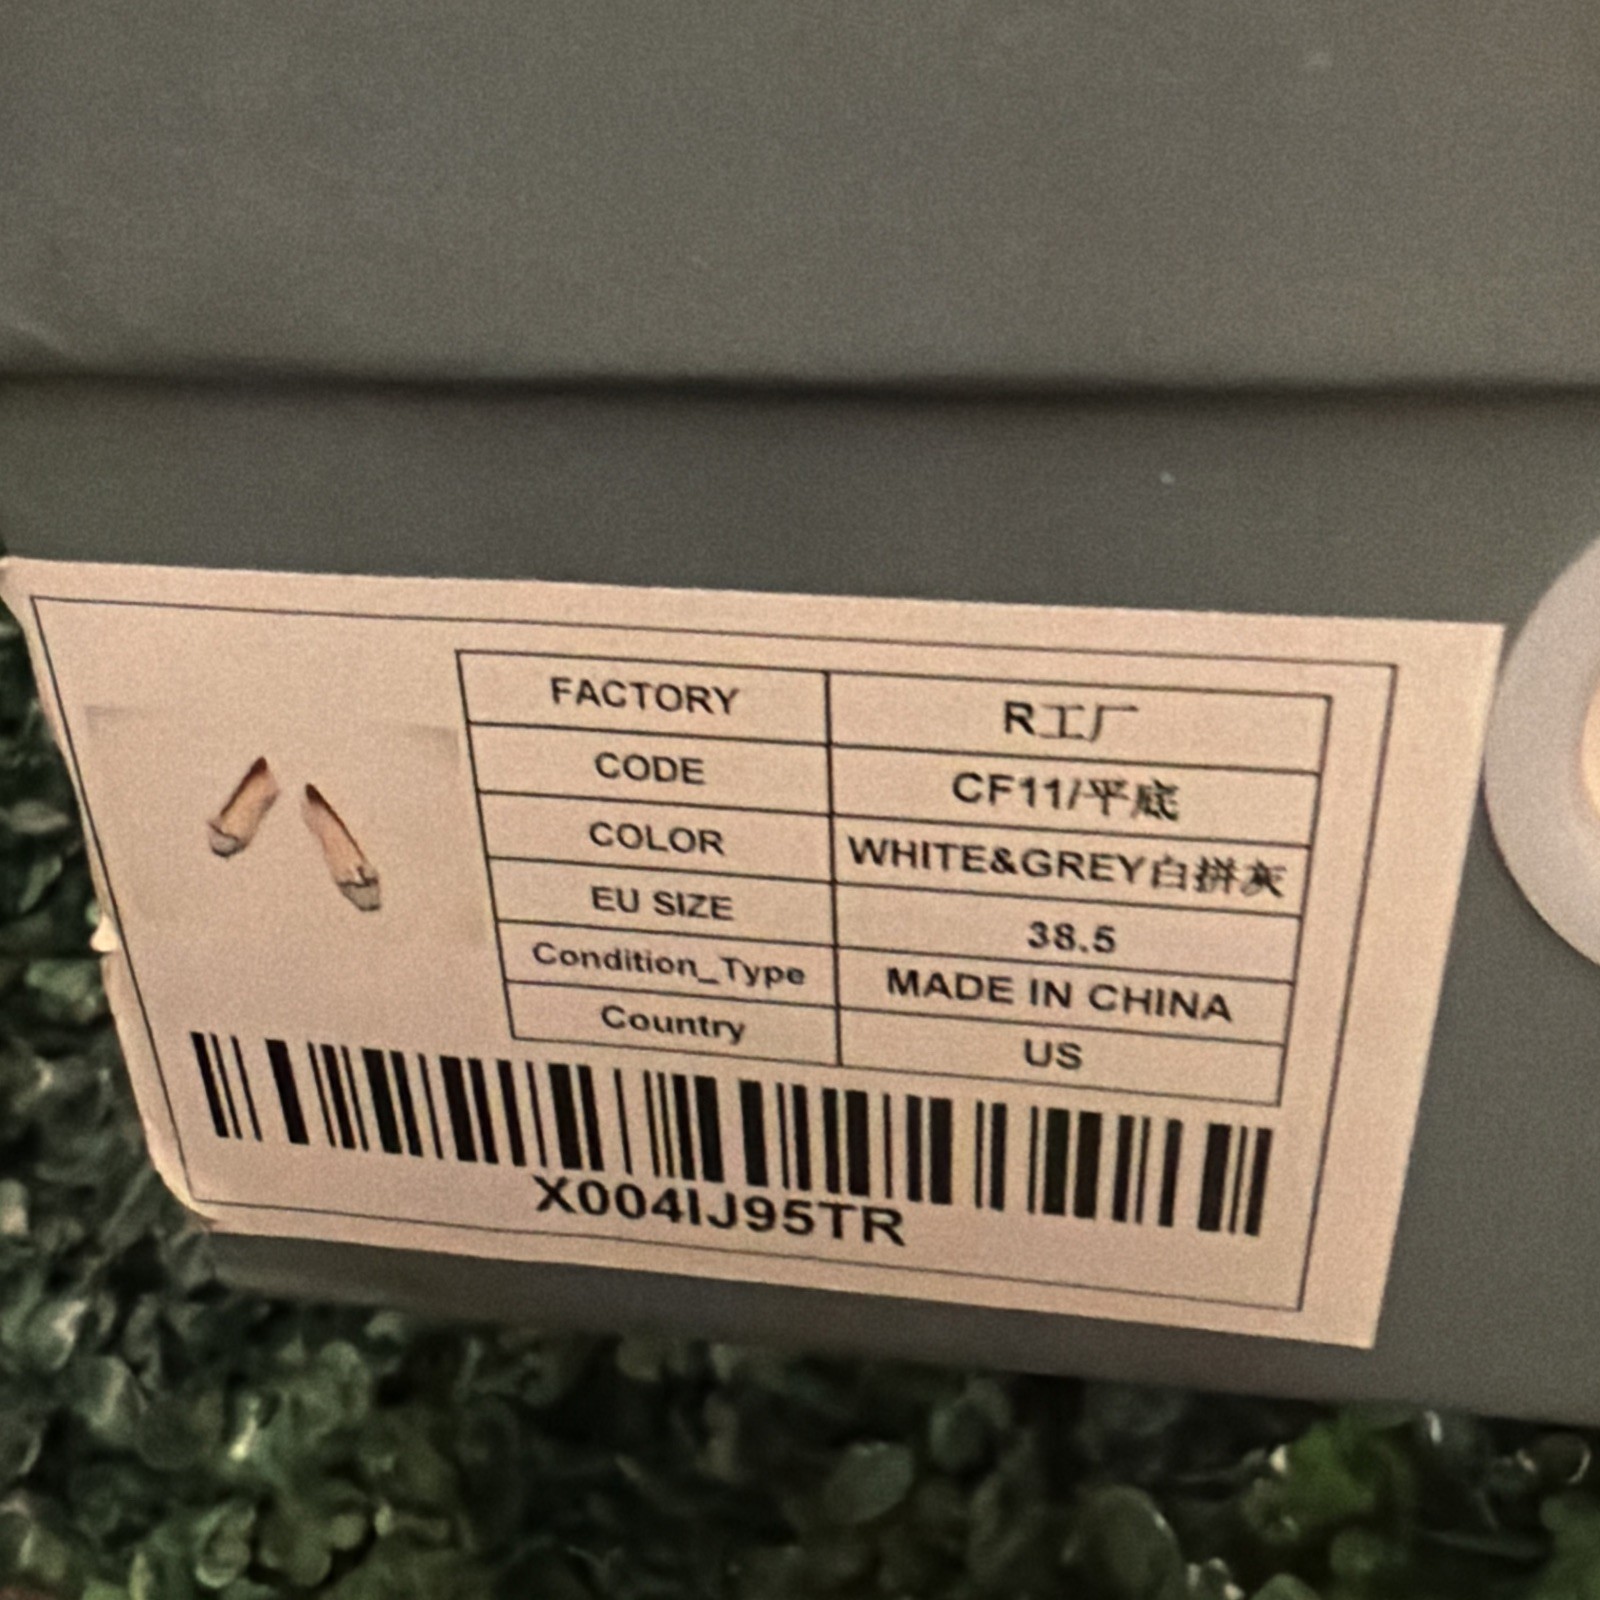 FACTORY R工厂
CODE CF11/平底
COLOR WHITE&GREY白拼灰
EU SIZE 38.5
Condition_Type MADE IN CHINA
Country US
X004IJ95TR